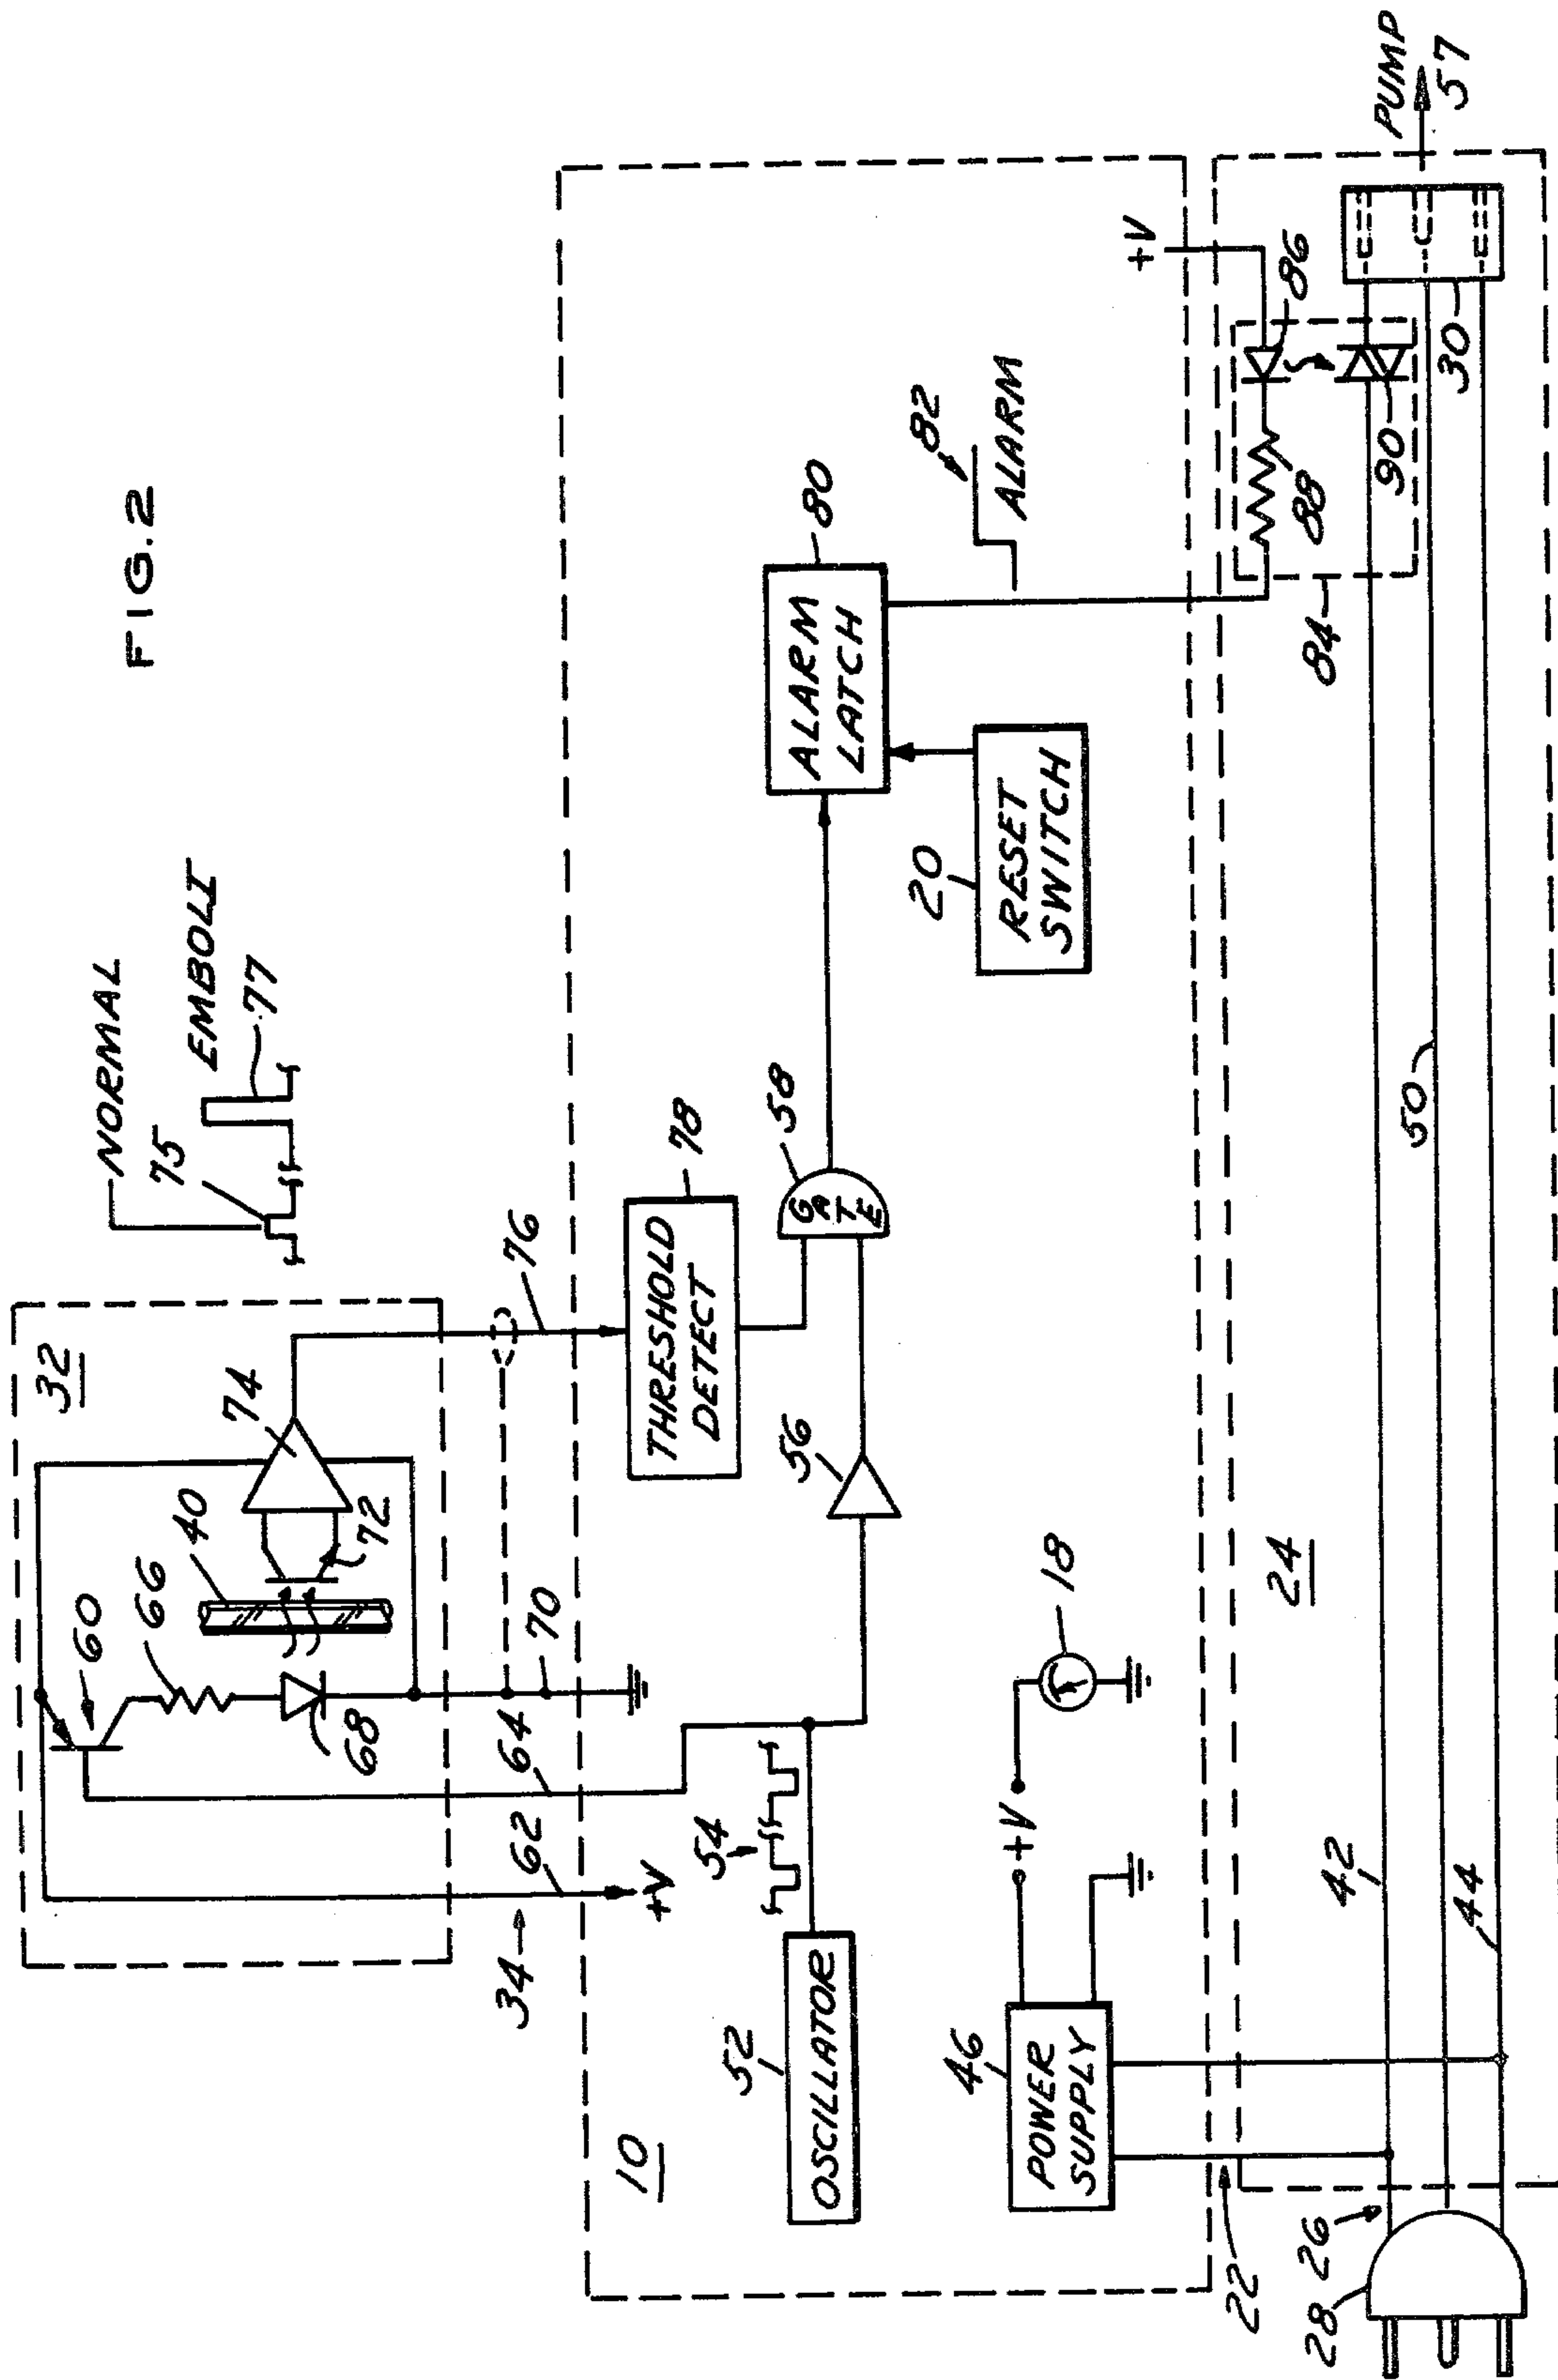 FIG.2
32
60
66
40
74
72
68
NORMAL
75
EMBOLI
77
34
62
64
70
76
+V
10
52
OSCILLATOR
54
56
THRESHOLD
DETECT
78
GATE
58
ALARM
LATCH
80
20
RESET
SWITCH
82
ALARM
46
POWER
SUPPLY
+V
18
+V
22
26
28
24
42
44
50
84
88
86
90
30
PUMP
57